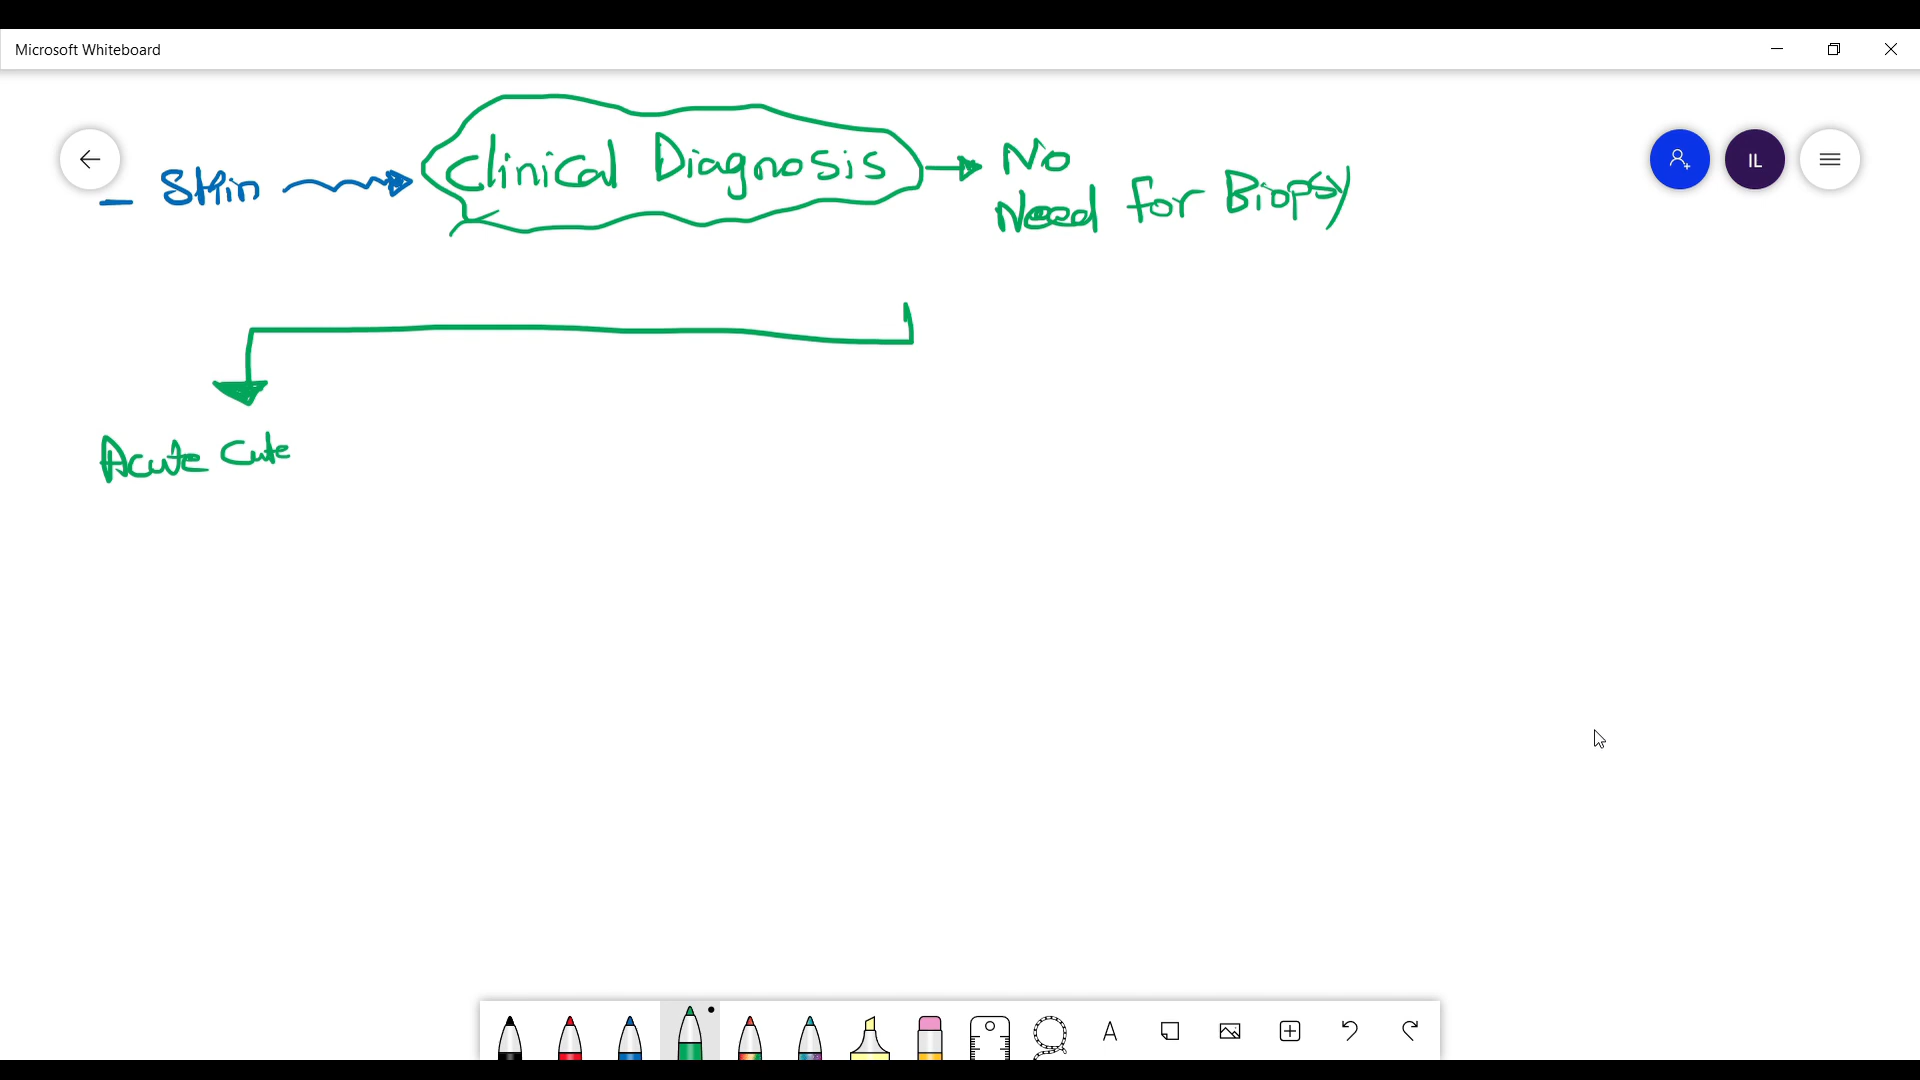 Microsoft Whiteboard
IL
- Skin → Clinical Diagnosis → No
Need for Biopsy
Acute Cute
A